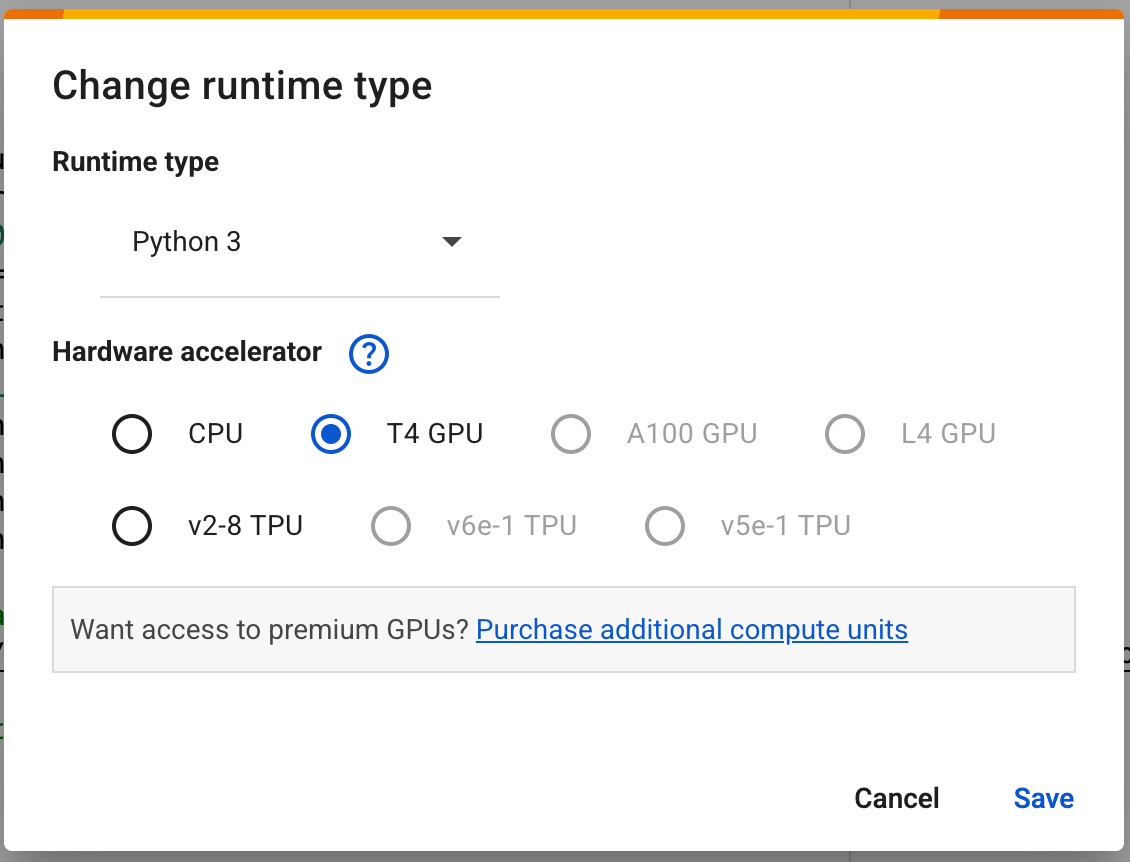 Change runtime type
Runtime type
Python 3
Hardware accelerator ?
CPU T4 GPU A100 GPU L4 GPU
v2-8 TPU v6e-1 TPU v5e-1 TPU
Want access to premium GPUs? Purchase additional compute units
Cancel Save